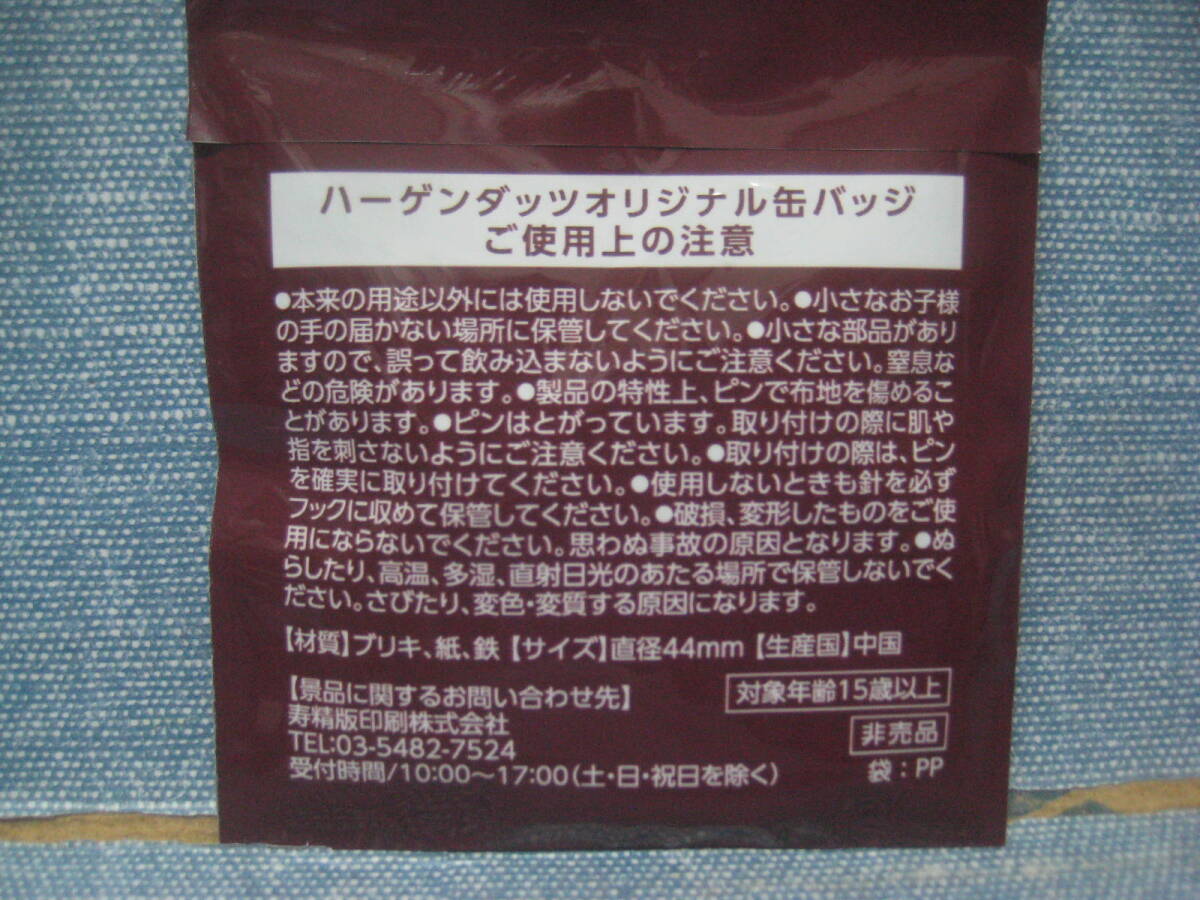 ハーゲンダッツオリジナル缶バッジ
ご使用上の注意
●本来の用途以外には使用しないでください。●小さなお子様
の手の届かない場所に保管してください。●小さな部品があり
ますので、誤って飲み込まないようにご注意ください。窒息な
どの危険があります。●製品の特性上、ピンで布地を傷めるこ
とがあります。●ピンはとがっています。取り付けの際に肌や
指を刺さないようにご注意ください。●取り付けの際は、ピン
を確実に取り付けてください。●使用しないときも針を必ず
フックに収めて保管してください。●破損、変形したものをご使
用にならないでください。思わぬ事故の原因となります。●ぬ
らしたり、高温、多湿、直射日光のあたる場所で保管しないでく
ださい。さびたり、変色・変質する原因になります。
【材質】ブリキ、紙、鉄【サイズ】直径44mm【生産国】中国
【景品に関するお問い合わせ先】
寿精版印刷株式会社
TEL:03-5482-7524
受付時間/10:00～17:00(土・日・祝日を除く)
対象年齢15歳以上
非売品
袋：PP